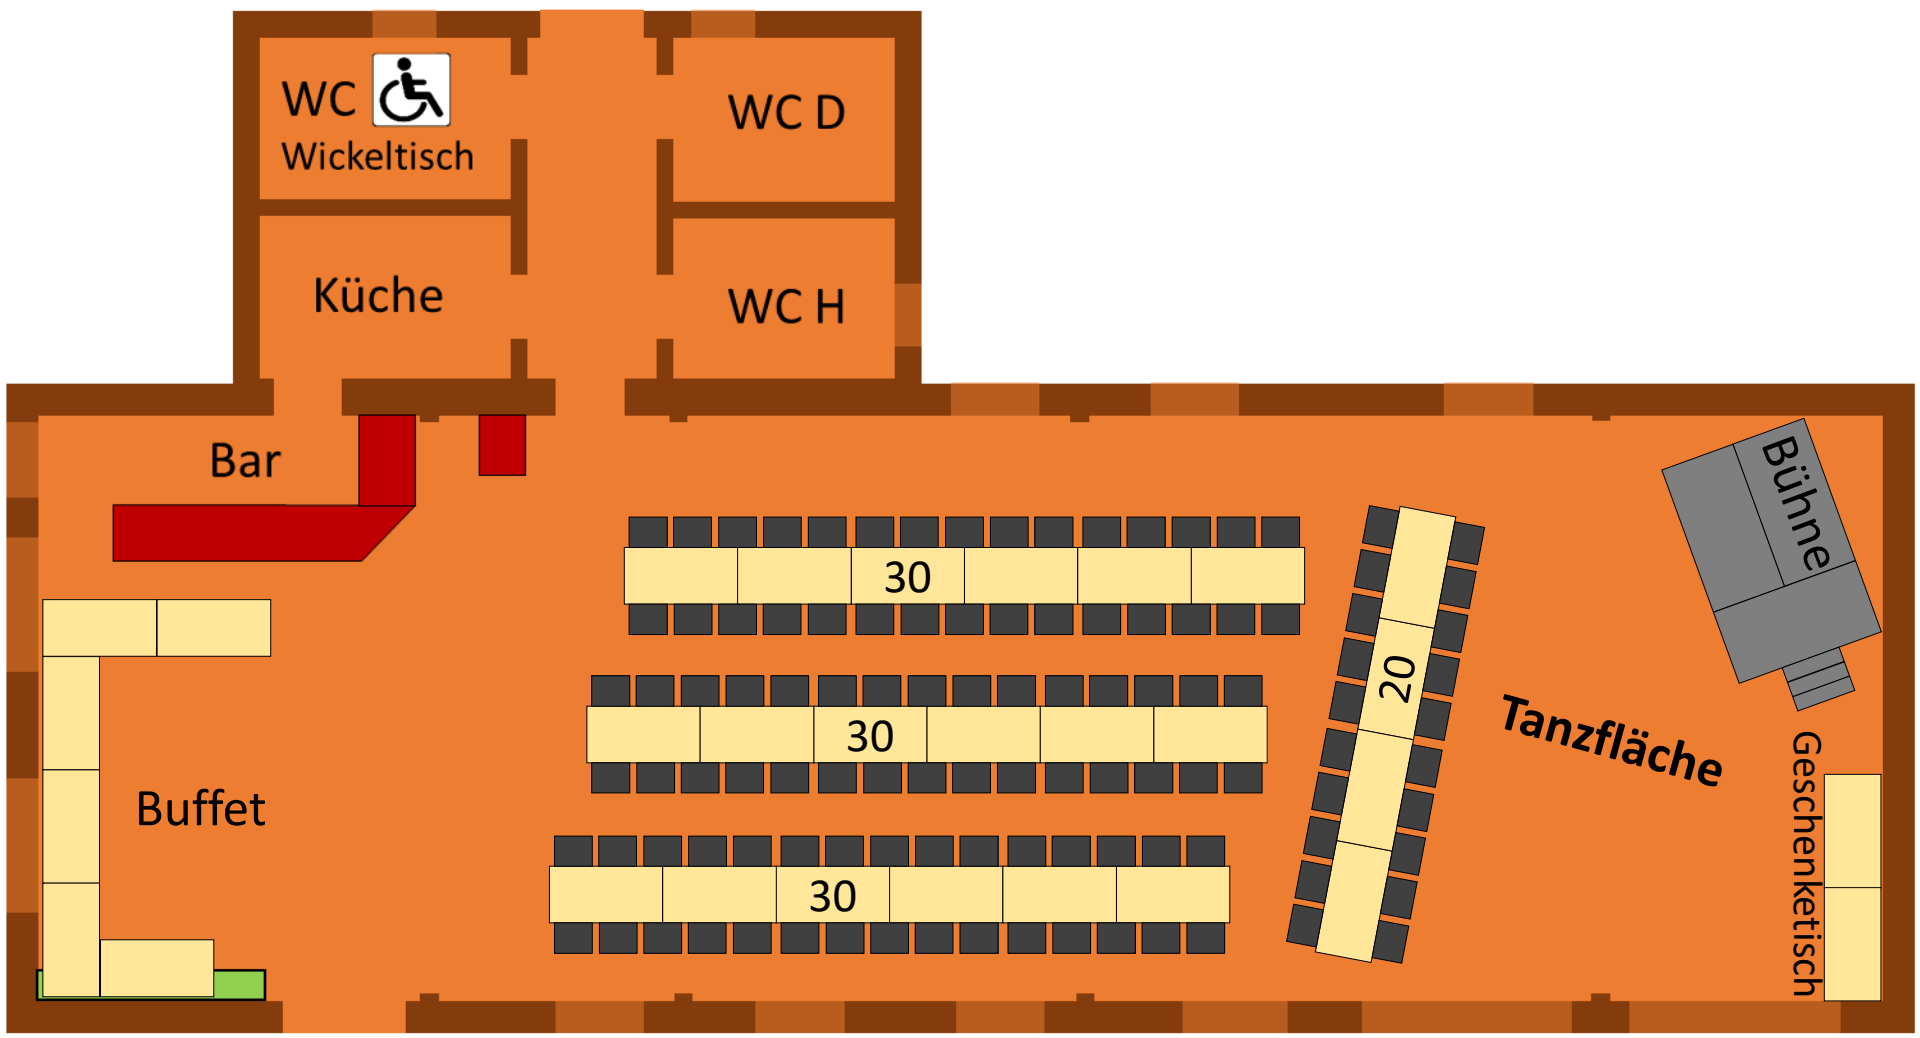 WC
Wickeltisch
WC D
Küche
WC H
Bar
Bühne
30
20
30
Tanzfläche
Buffet
Geschenketisch
30